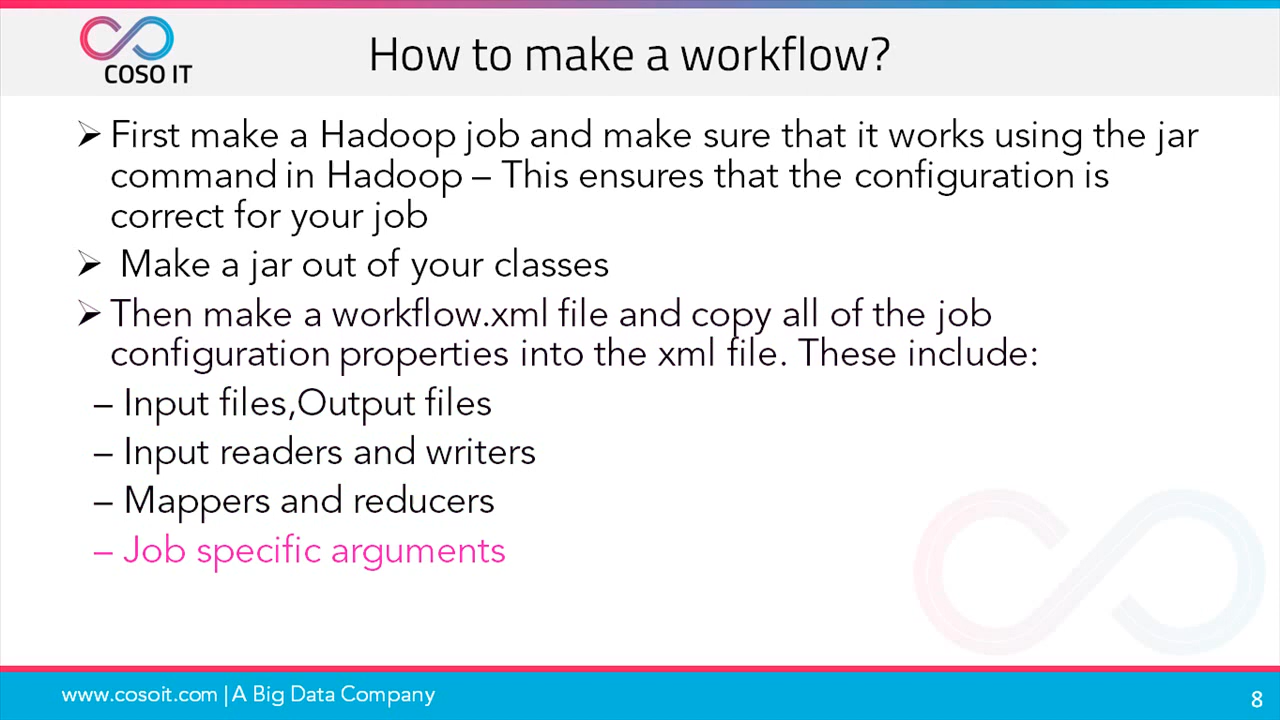 COSO IT
How to make a workflow?
➢ First make a Hadoop job and make sure that it works using the jar
command in Hadoop – This ensures that the configuration is
correct for your job
➢ Make a jar out of your classes
➢ Then make a workflow.xml file and copy all of the job
configuration properties into the xml file. These include:
– Input files,Output files
– Input readers and writers
– Mappers and reducers
– Job specific arguments
www.cosoit.com | A Big Data Company
8